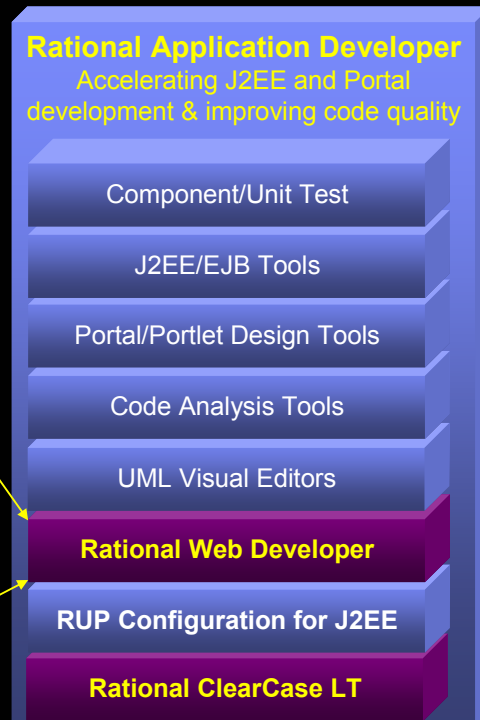 Rational Application Developer
Accelerating J2EE and Portal
development & improving code quality
Component/Unit Test
J2EE/EJB Tools
Portal/Portlet Design Tools
Code Analysis Tools
UML Visual Editors
Rational Web Developer
RUP Configuration for J2EE
Rational ClearCase LT